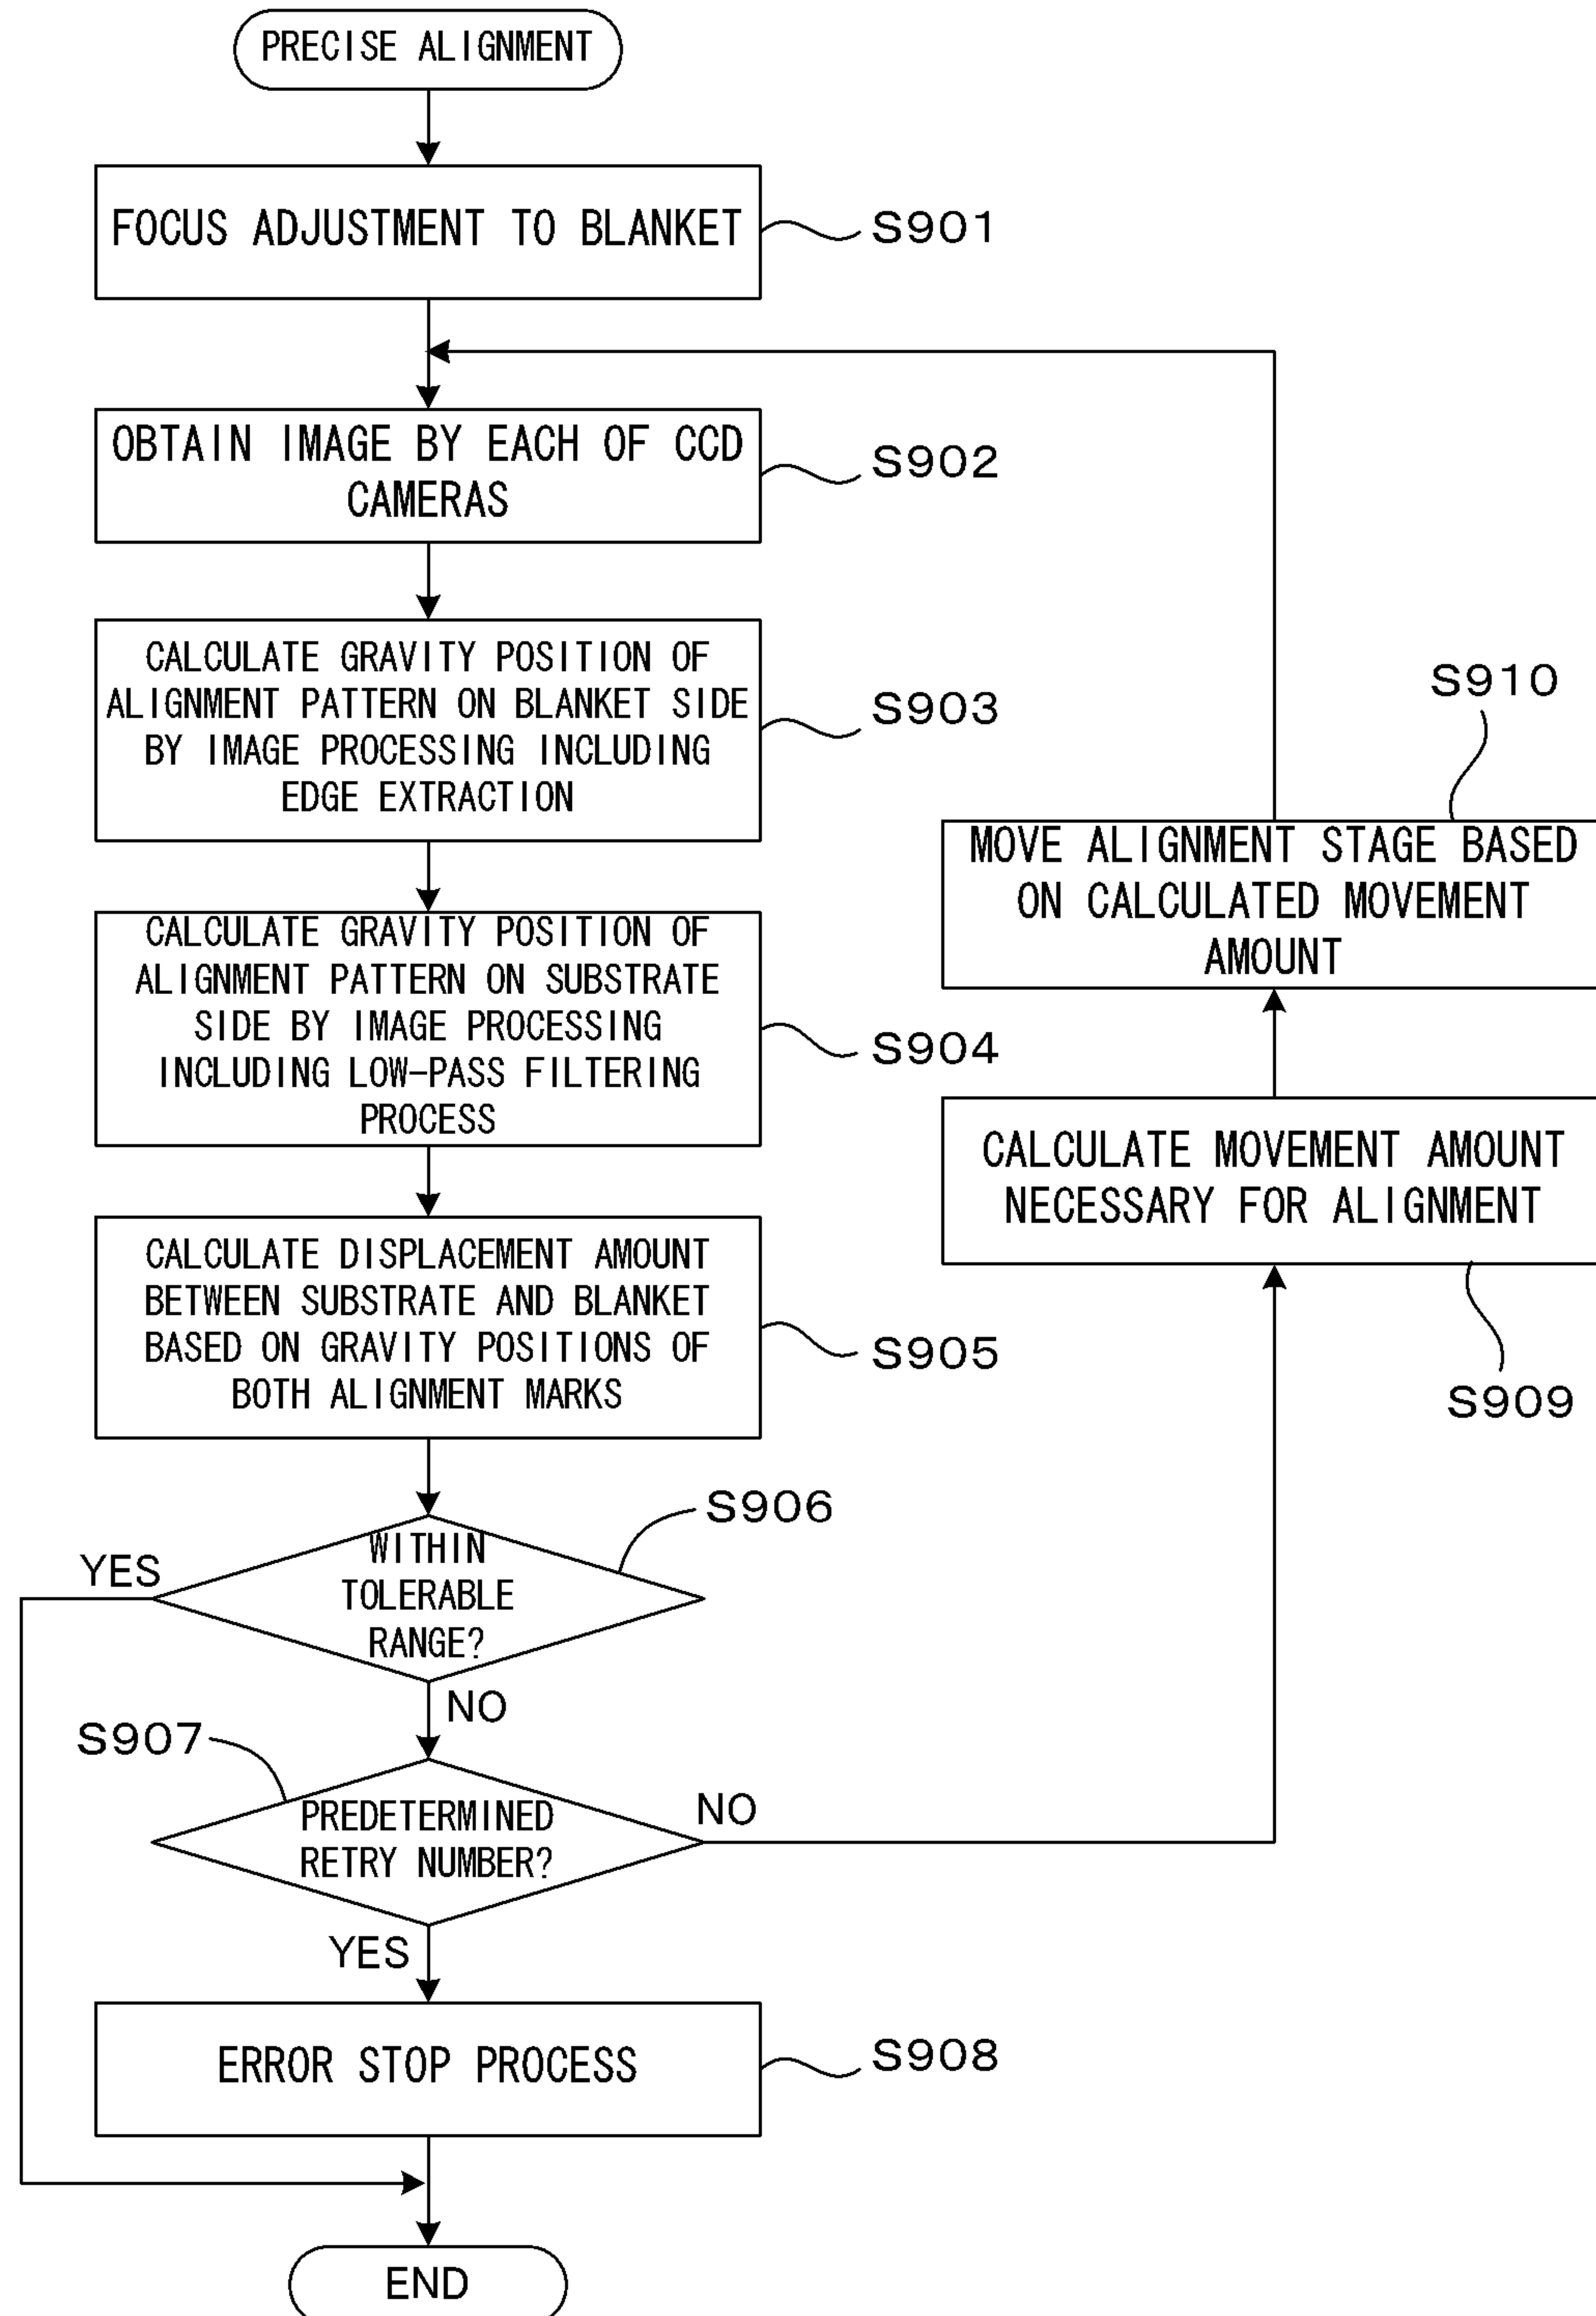 PRECISE ALIGNMENT
FOCUS ADJUSTMENT TO BLANKET
S901
OBTAIN IMAGE BY EACH OF CCD
CAMERAS
S902
CALCULATE GRAVITY POSITION OF
ALIGNMENT PATTERN ON BLANKET SIDE
BY IMAGE PROCESSING INCLUDING
EDGE EXTRACTION
S903
CALCULATE GRAVITY POSITION OF
ALIGNMENT PATTERN ON SUBSTRATE
SIDE BY IMAGE PROCESSING
INCLUDING LOW-PASS FILTERING
PROCESS
S904
CALCULATE DISPLACEMENT AMOUNT
BETWEEN SUBSTRATE AND BLANKET
BASED ON GRAVITY POSITIONS OF
BOTH ALIGNMENT MARKS
S905
S906
WITHIN
TOLERABLE
RANGE?
YES
NO
S907
PREDETERMINED
RETRY NUMBER?
NO
YES
ERROR STOP PROCESS
S908
END
S910
MOVE ALIGNMENT STAGE BASED
ON CALCULATED MOVEMENT
AMOUNT
CALCULATE MOVEMENT AMOUNT
NECESSARY FOR ALIGNMENT
S909